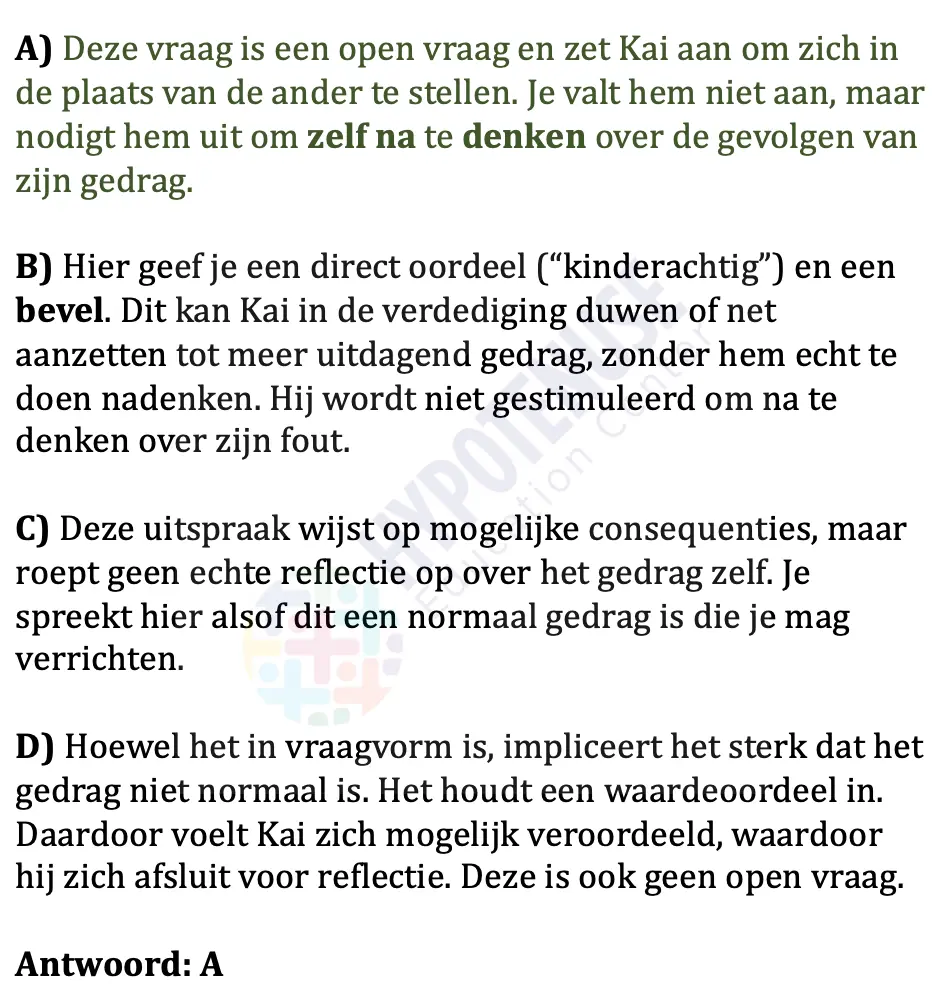 A) Deze vraag is een open vraag en zet Kai aan om zich in
de plaats van de ander te stellen. Je valt hem niet aan, maar
nodigt hem uit om zelf na te denken over de gevolgen van
zijn gedrag.
B) Hier geef je een direct oordeel (“kinderachtig”) en een
bevel. Dit kan Kai in de verdediging duwen of net
aanzetten tot meer uitdagend gedrag, zonder hem echt te
doen nadenken. Hij wordt niet gestimuleerd om na te
denken over zijn fout.
C) Deze uitspraak wijst op mogelijke consequenties, maar
roept geen echte reflectie op over het gedrag zelf. Je
spreekt hier alsof dit een normaal gedrag is die je mag
verrichten.
D) Hoewel het in vraagvorm is, impliceert het sterk dat het
gedrag niet normaal is. Het houdt een waardeoordeel in.
Daardoor voelt Kai zich mogelijk veroordeeld, waardoor
hij zich afsluit voor reflectie. Deze is ook geen open vraag.
Antwoord: A
HYPOTENUSE
Education Center